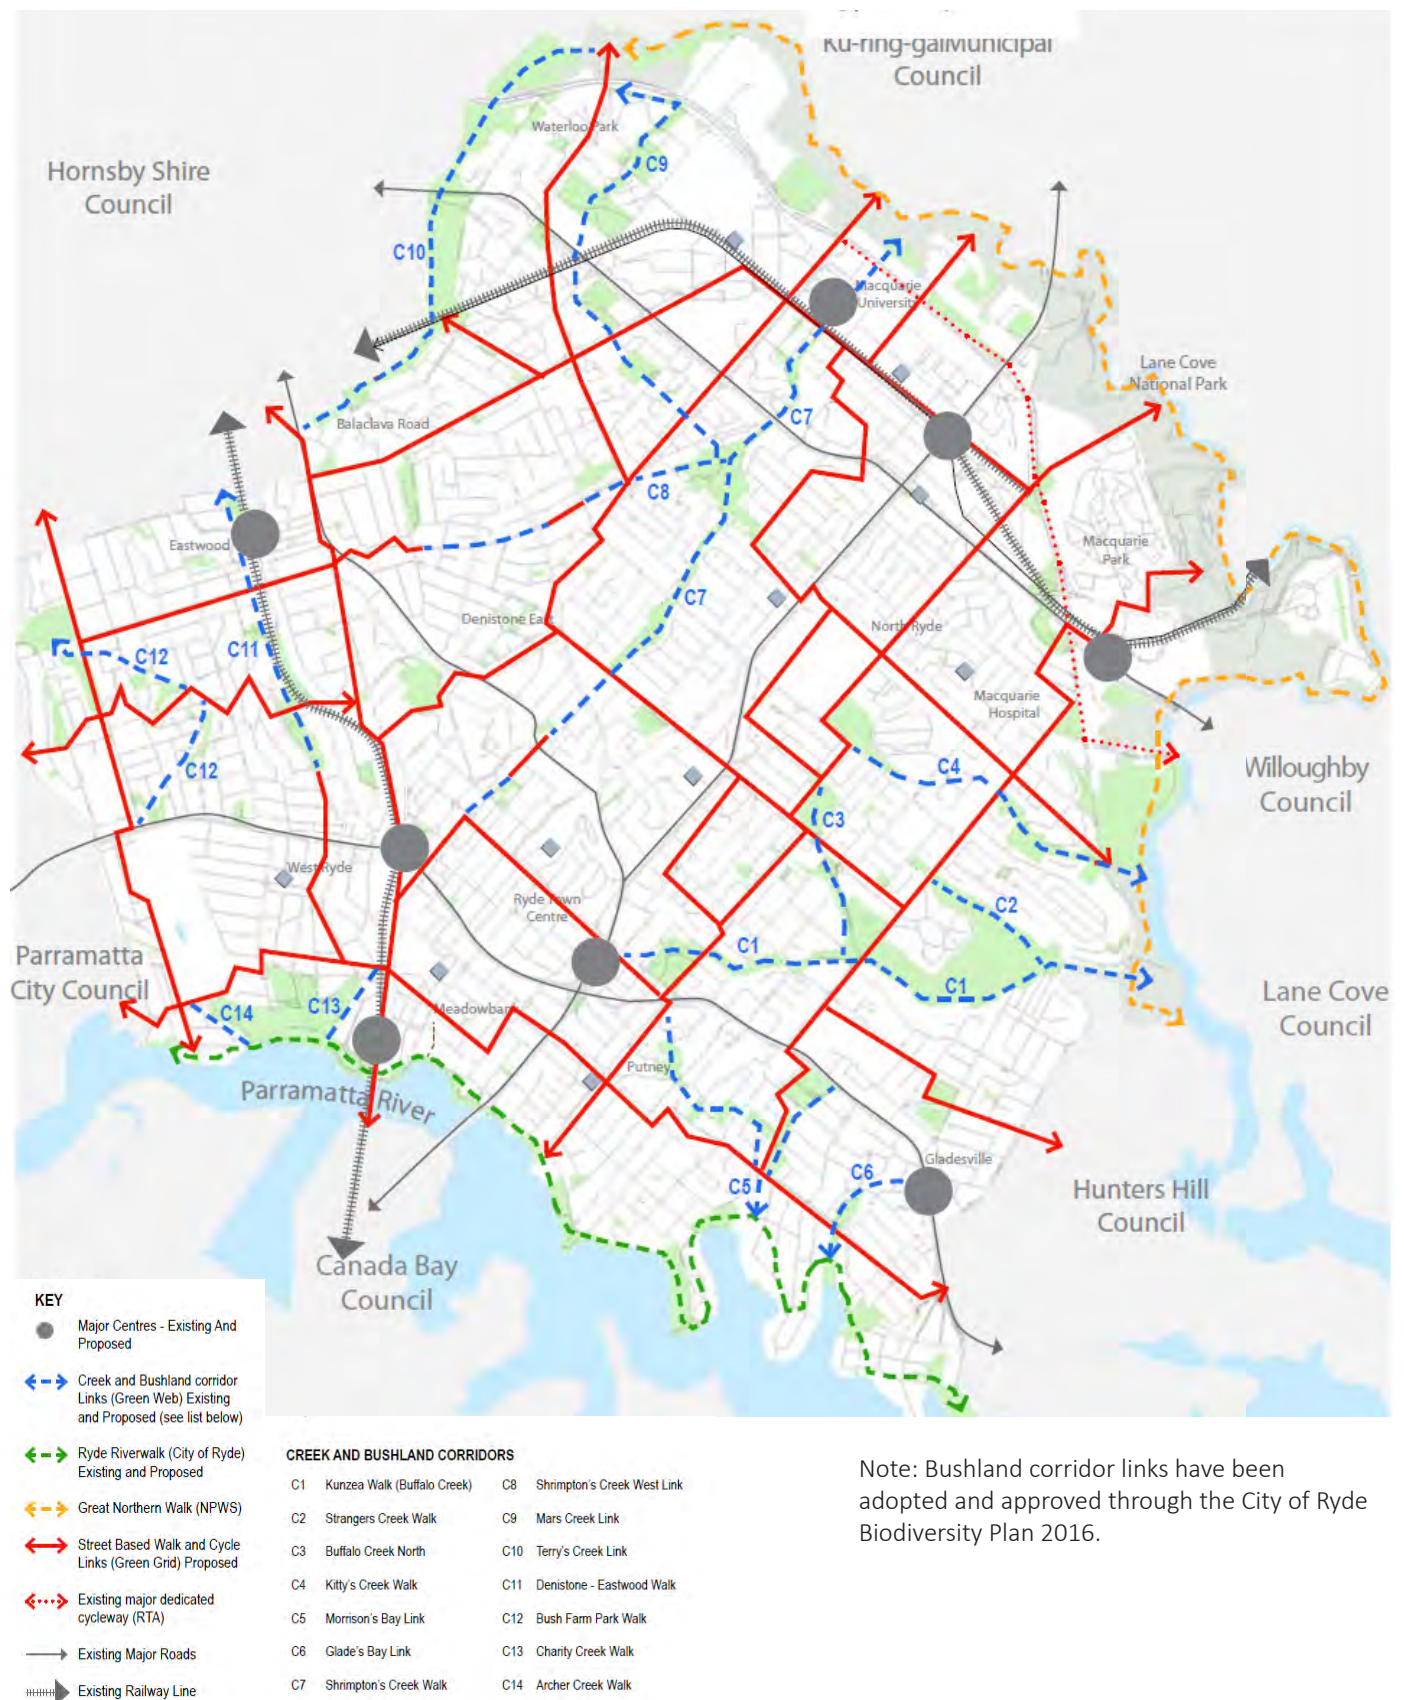 Ku-ring-gaiMunicipal
Council
Hornsby Shire
Council
Waterloo Park
C9
C10
Macquarie
University
Lane Cove
National Park
Balaclava Road
C7
C8
Eastwood
Macquarie
Park
C7
Denistone East
North Ryde
C12
C11
Macquarie
Hospital
C12
C4
Willoughby
Council
C3
West Ryde
Ryde Town
Centre
C2
C1
Parramatta
City Council
C1
Lane Cove
Council
C14
C13
Meadowbank
Putney
Parramatta River
Gladesville
C6
C5
Hunters Hill
Council
Canada Bay
Council
KEY
Major Centres - Existing And
Proposed
Creek and Bushland corridor
Links (Green Web) Existing
and Proposed (see list below)
Ryde Riverwalk (City of Ryde)
Existing and Proposed
Great Northern Walk (NPWS)
Street Based Walk and Cycle
Links (Green Grid) Proposed
Existing major dedicated
cycleway (RTA)
Existing Major Roads
Existing Railway Line
CREEK AND BUSHLAND CORRIDORS
C1 Kunzea Walk (Buffalo Creek)
C2 Strangers Creek Walk
C3 Buffalo Creek North
C4 Kitty's Creek Walk
C5 Morrison's Bay Link
C6 Glade's Bay Link
C7 Shrimpton's Creek Walk
C8 Shrimpton's Creek West Link
C9 Mars Creek Link
C10 Terry's Creek Link
C11 Denistone - Eastwood Walk
C12 Bush Farm Park Walk
C13 Charity Creek Walk
C14 Archer Creek Walk
Note: Bushland corridor links have been
adopted and approved through the City of Ryde
Biodiversity Plan 2016.